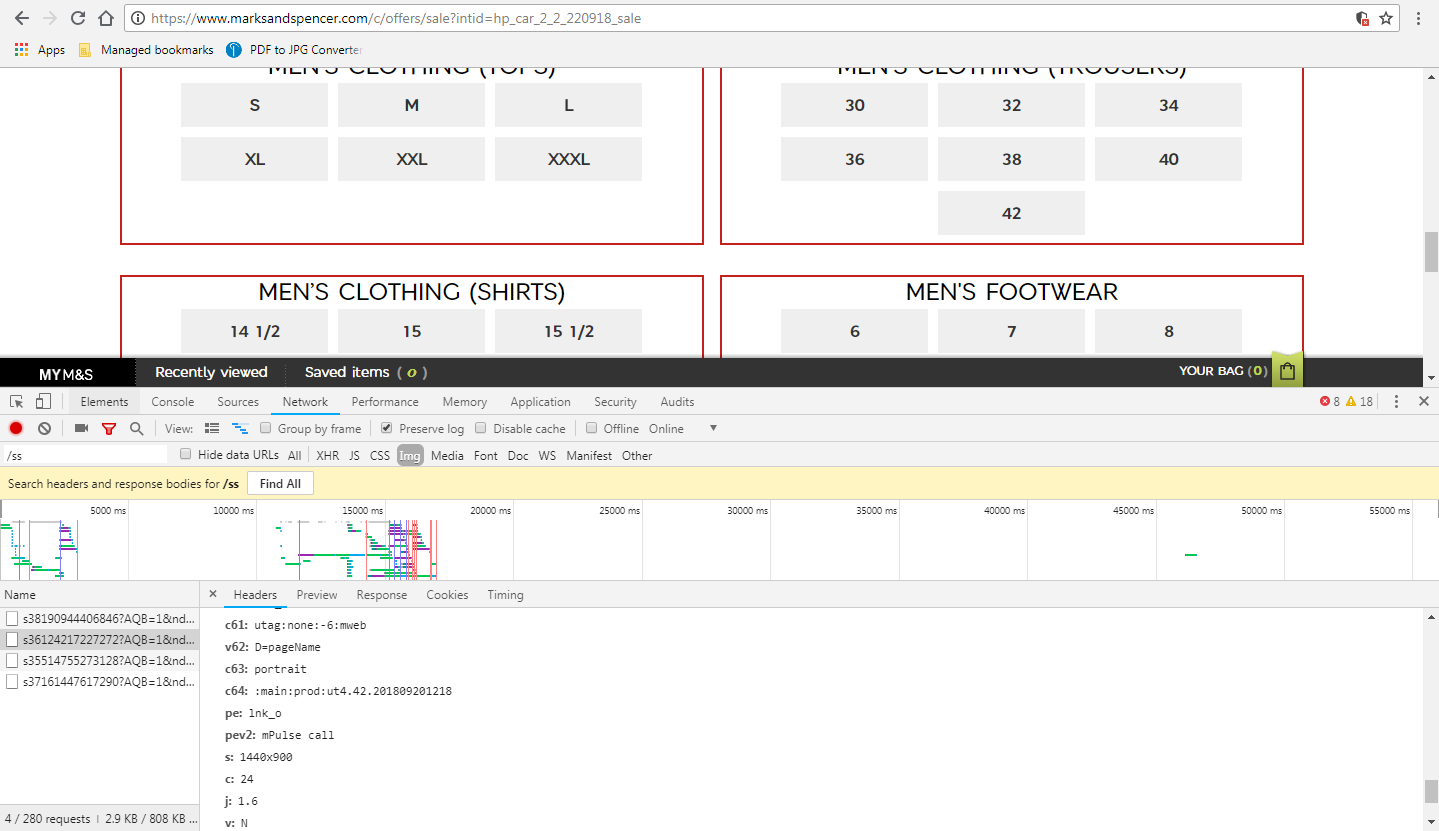 https://www.marksandspencer.com/c/offers/sale?intid=hp_car_2_2_220918_sale
Apps Managed bookmarks PDF to JPG Converter
MEN'S CLOTHING (TOPS) MEN'S CLOTHING (TROUSERS)
S M L 30 32 34
XL XXL XXXL 36 38 40
42
MEN’S CLOTHING (SHIRTS) MEN'S FOOTWEAR
14 1/2 15 15 1/2 6 7 8
MY M&S Recently viewed Saved items ( 0 ) YOUR BAG (0)
Elements Console Sources Network Performance Memory Application Security Audits 8 18
View: Group by frame Preserve log Disable cache Offline Online
/ss Hide data URLs All XHR JS CSS Img Media Font Doc WS Manifest Other
Search headers and response bodies for /ss Find All
5000 ms 10000 ms 15000 ms 20000 ms 25000 ms 30000 ms 35000 ms 40000 ms 45000 ms 50000 ms 55000 ms
Name × Headers Preview Response Cookies Timing
s38190944406846?AQB=1&nd...
s36124217227272?AQB=1&nd...
s35514755273128?AQB=1&nd...
s37161447617290?AQB=1&nd...
c61: utag:none:-6:mweb
v62: D=pageName
c63: portrait
c64: :main:prod:ut4.42.201809201218
pe: lnk_o
pev2: mPulse call
s: 1440x900
c: 24
j: 1.6
v: N
4 / 280 requests | 2.9 KB / 808 KB ...